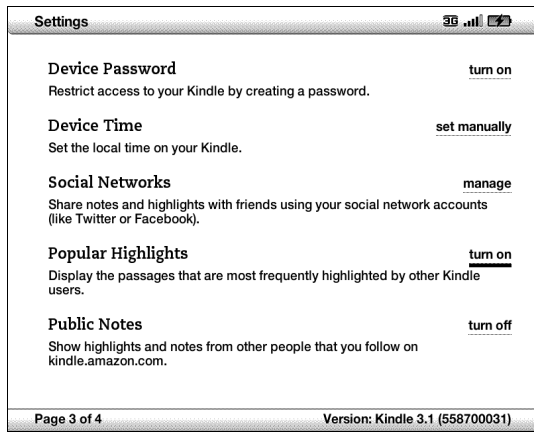 Settings 3G
Device Password turn on
Restrict access to your Kindle by creating a password.
Device Time set manually
Set the local time on your Kindle.
Social Networks manage
Share notes and highlights with friends using your social network accounts
(like Twitter or Facebook).
Popular Highlights turn on
Display the passages that are most frequently highlighted by other Kindle
users.
Public Notes turn off
Show highlights and notes from other people that you follow on
kindle.amazon.com.
Page 3 of 4 Version: Kindle 3.1 (558700031)